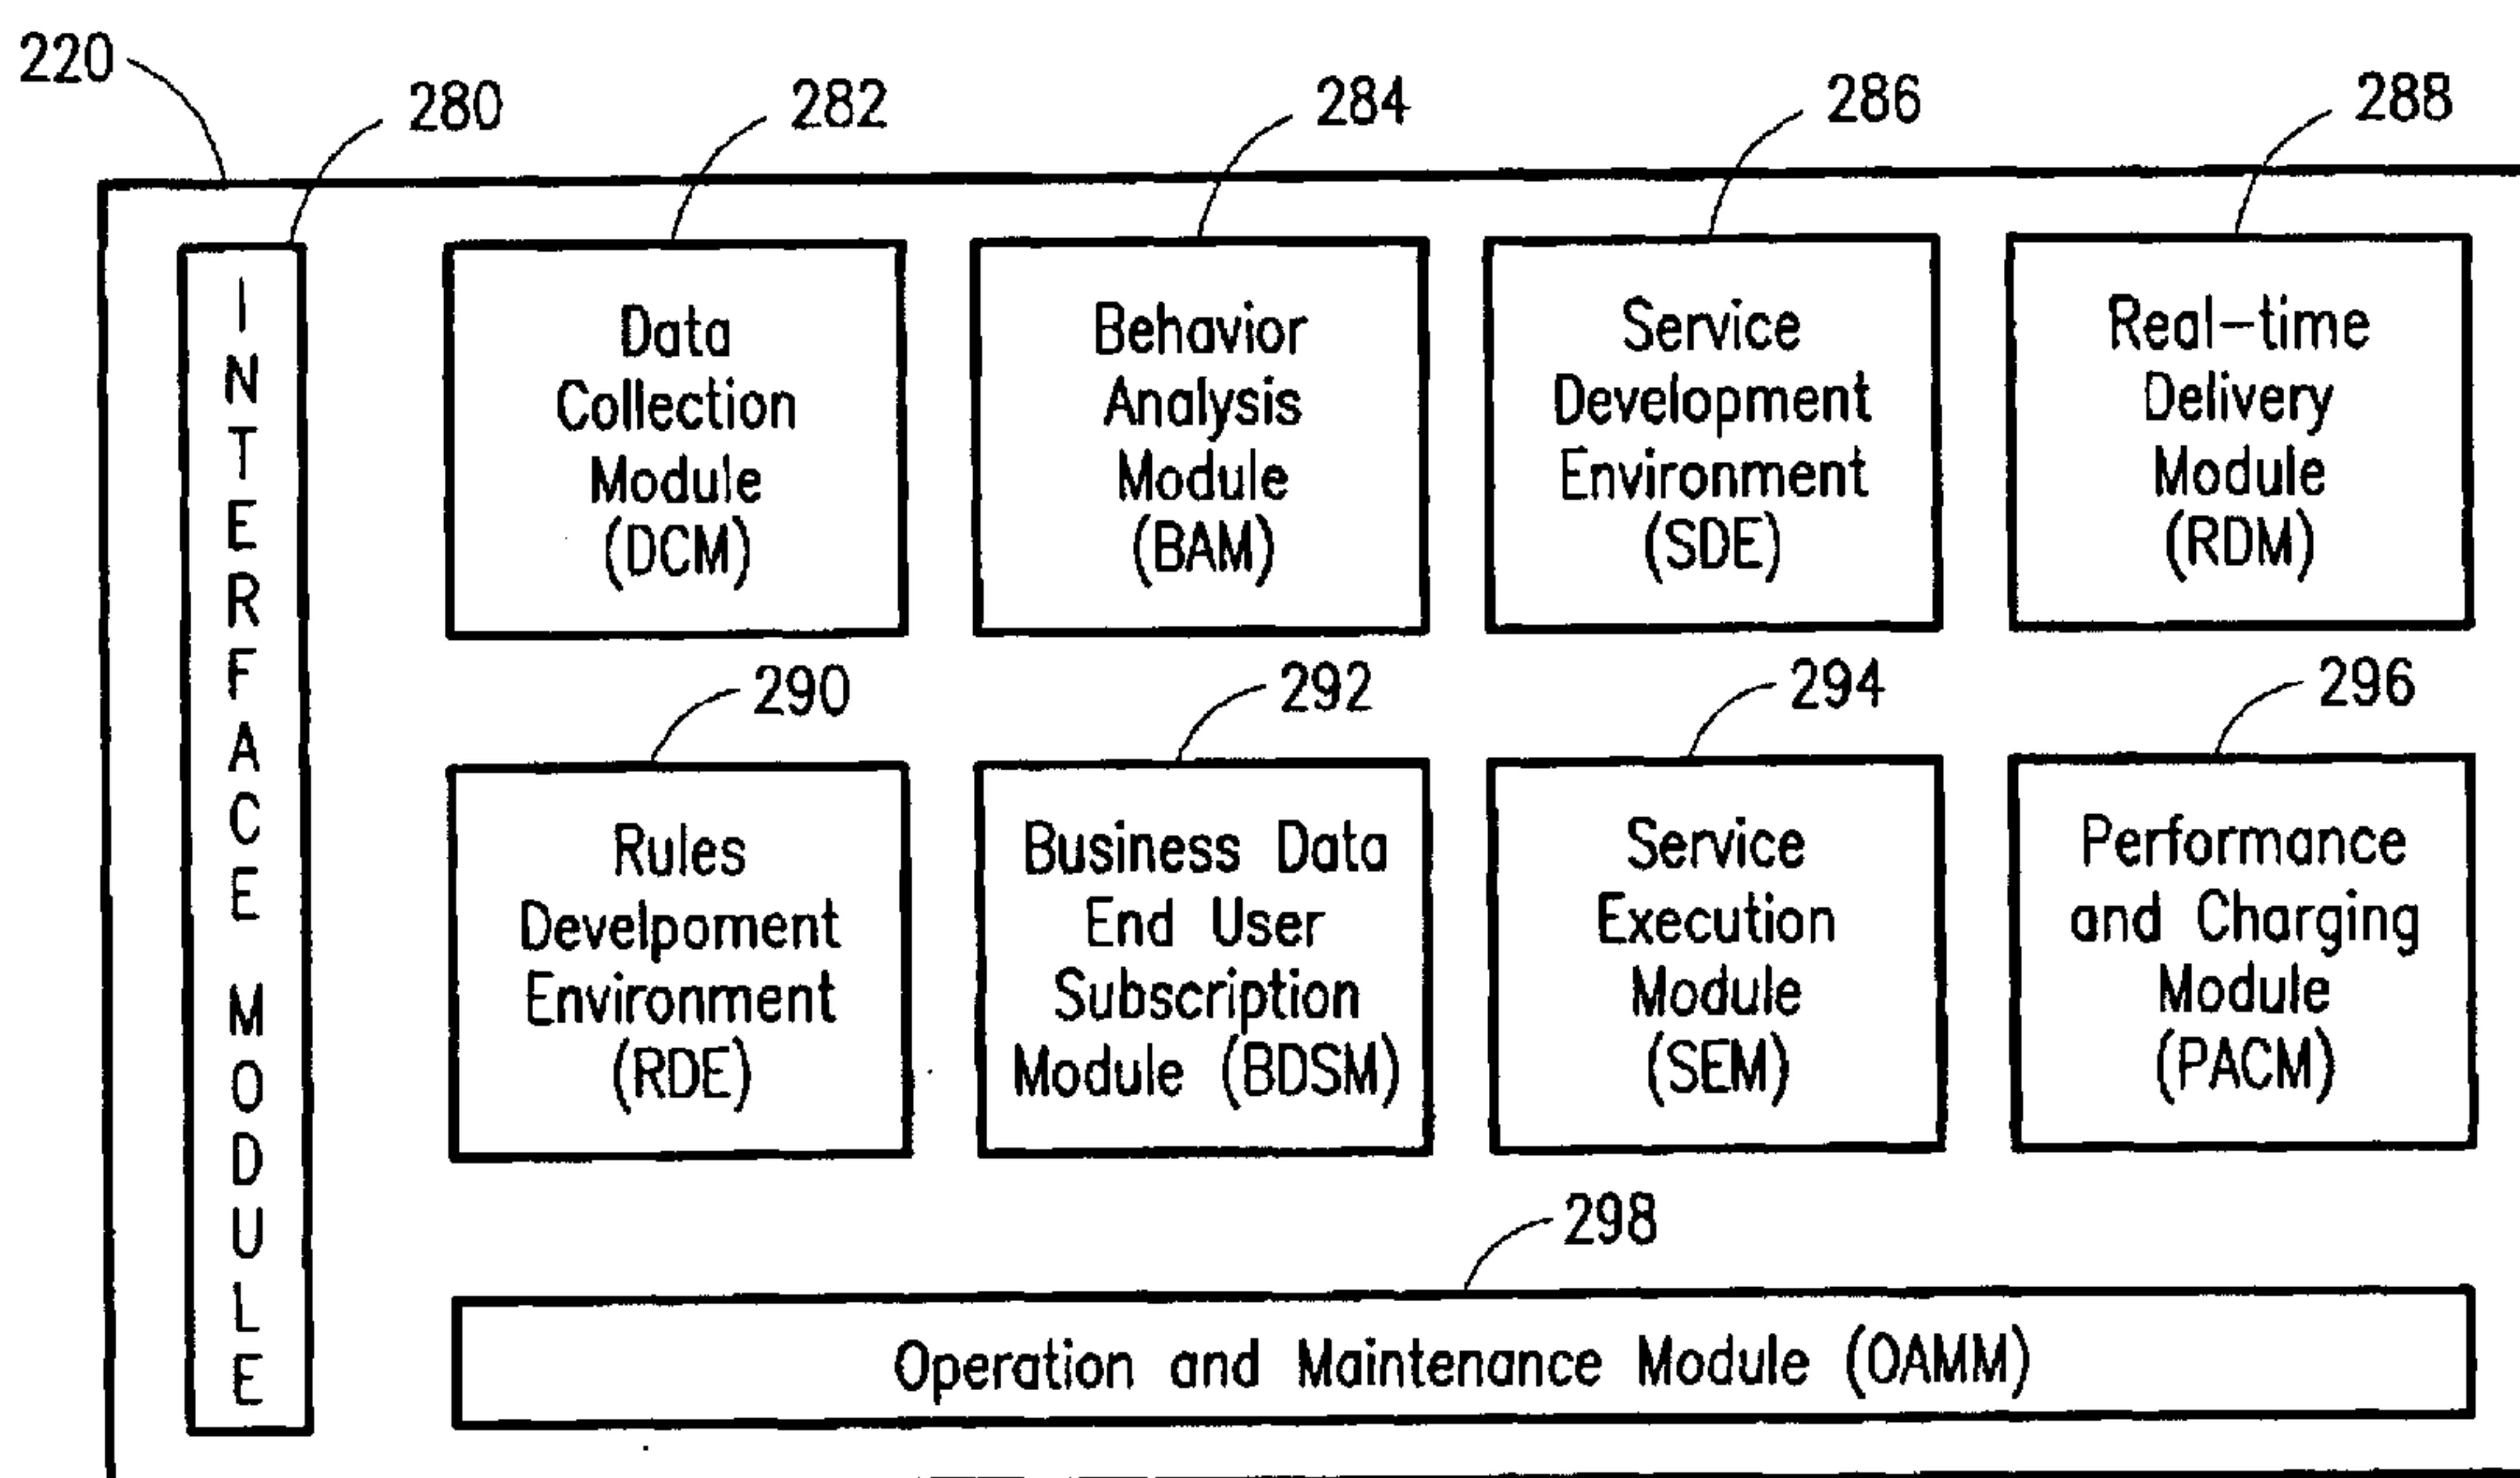 220
280
282
284
286
288
INTERFACE MODULE
Data
Collection
Module
(DCM)
Behavior
Analysis
Module
(BAM)
Service
Development
Environment
(SDE)
Real-time
Delivery
Module
(RDM)
290
292
294
296
Rules
Develpoment
Environment
(RDE)
Business Data
End User
Subscription
Module (BDSM)
Service
Execution
Module
(SEM)
Performance
and Charging
Module
(PACM)
298
Operation and Maintenance Module (OAMM)